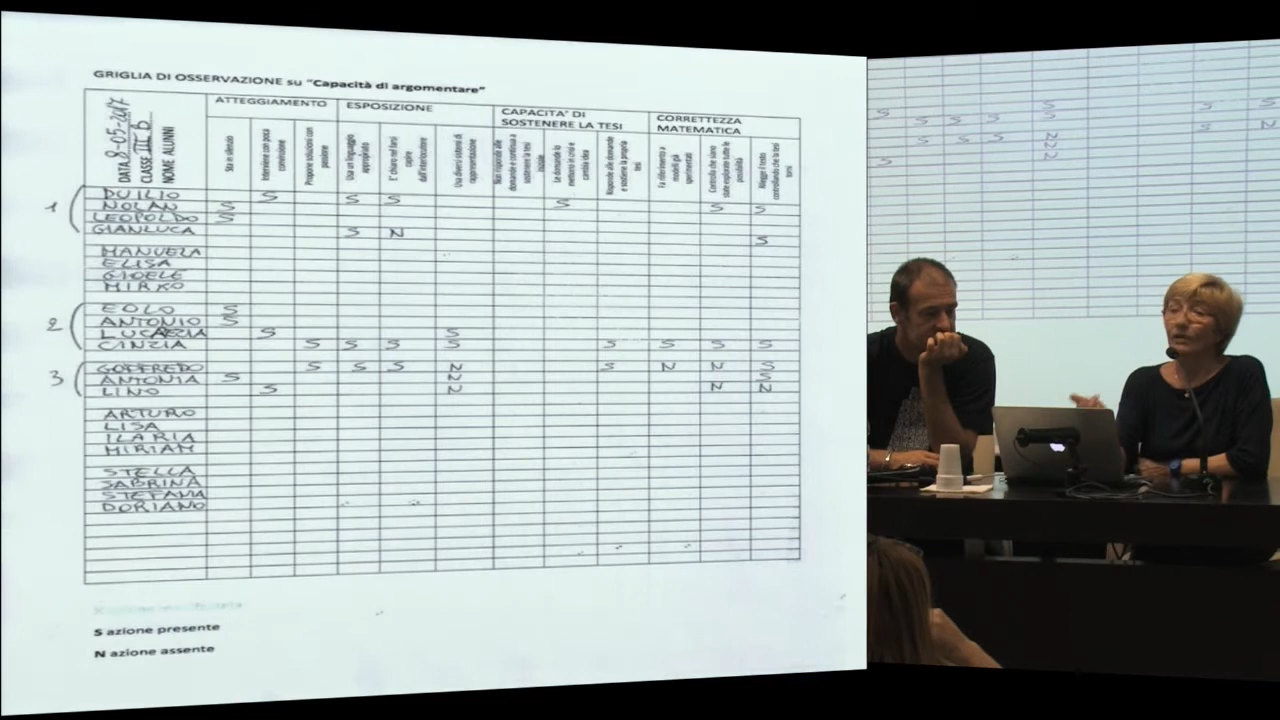 GRIGLIA DI OSSERVAZIONE su "Capacità di argomentare"
DATA 8-05-2017
CLASSE III B
NOME ALUNNI
ATTEGGIAMENTO
ESPOSIZIONE
CAPACITA' DI SOSTENERE LA TESI
CORRETTEZZA MATEMATICA
Sta in silenzio
Interviene con poca convinzione
Propone soluzioni con passione
Usa un linguaggio appropriato
E' chiaro nel farsi capire dall'interlocutore
Usa diversi sistemi di rappresentazione
Non risponde alle domande e continua a sostenere la tesi iniziale
Le domande lo mettono in crisi e cambia idea
Risponde alle domande e sostiene la propria tesi
Fa riferimento a modelli già sperimentati
Controlla che siano state esplorate tutte le possibilità
Rilegge il testo controllando che la tesi torni
1
DUILIO S S S
NOLAN S S S S
LEOPOLDO S
GIANLUCA S N S
MANUELA
ELISA
GIOELE
MIRKO
2
EOLO S
ANTONIO S
LUCREZIA S S
CINZIA S S S S S S S S
3
GOFFREDO S S S N S N N S
ANTONIA S N S
LINO S N N N
ARTURO
LISA
ILARIA
MIRIAM
STELLA
SABRINA
STEFANIA
DORIANO
S azione presente
N azione assente